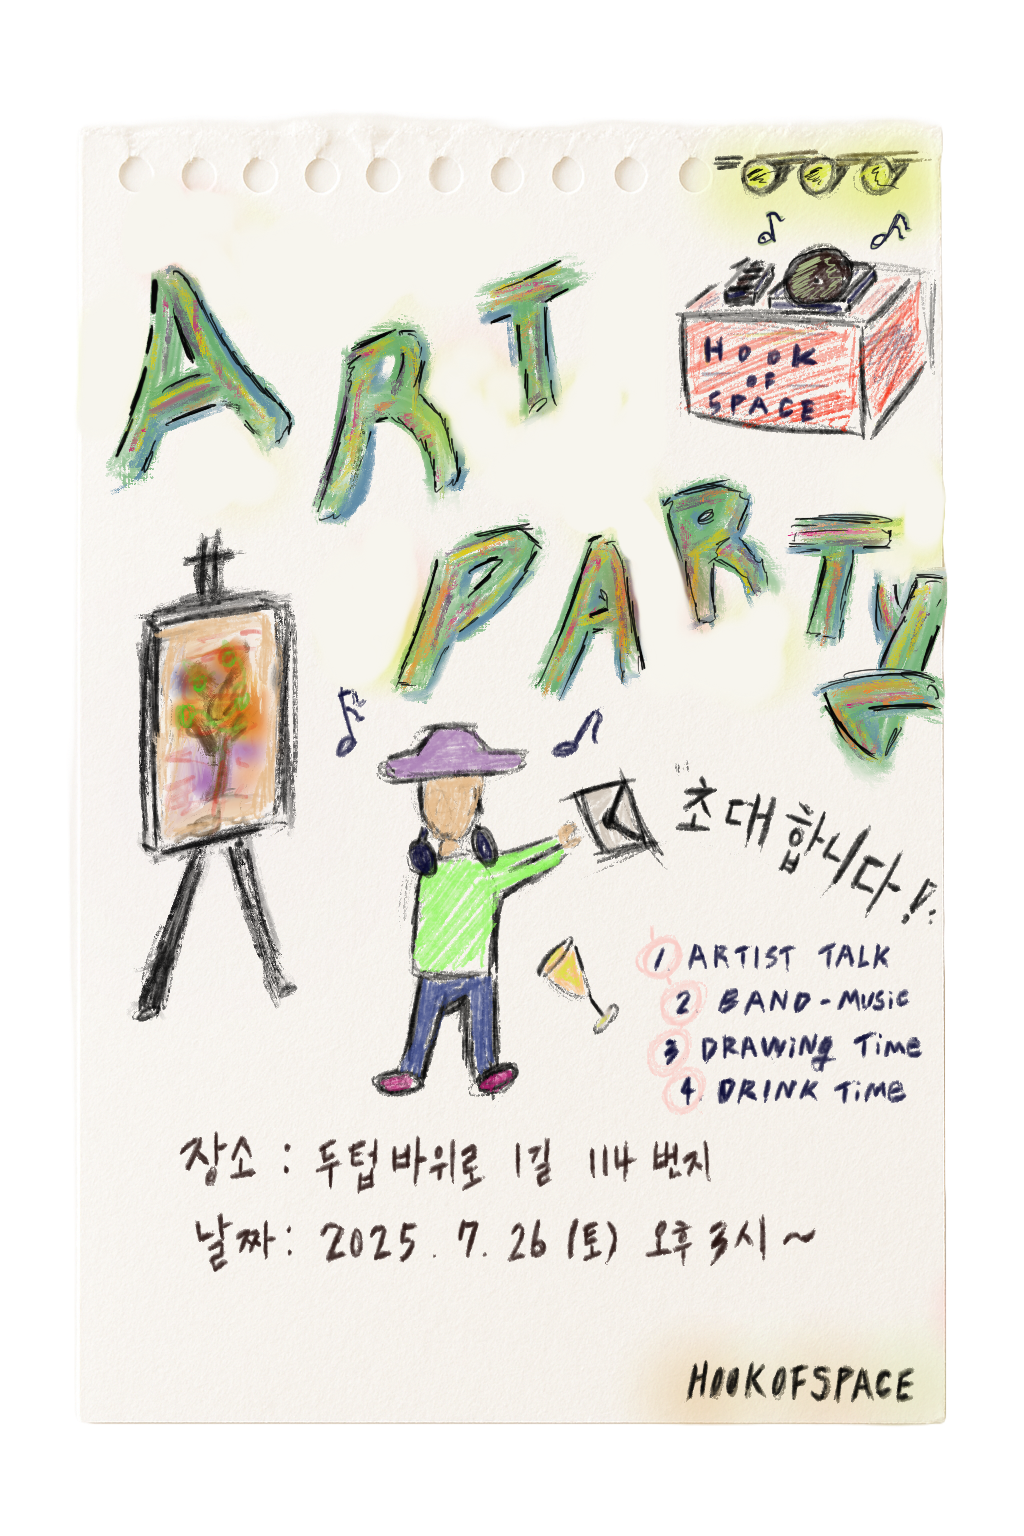 ART
PARTY
HOOK
OF
SPACE
초대합니다!
1 ARTIST TALK
2. BAND-MUSIC
3 DRAWING TIME
4. DRINK TIME
장소 : 두텁바위로 1길 114 번지
날짜: 2025. 7. 26 (토) 오후 3시 ~
HOOKOFSPACE